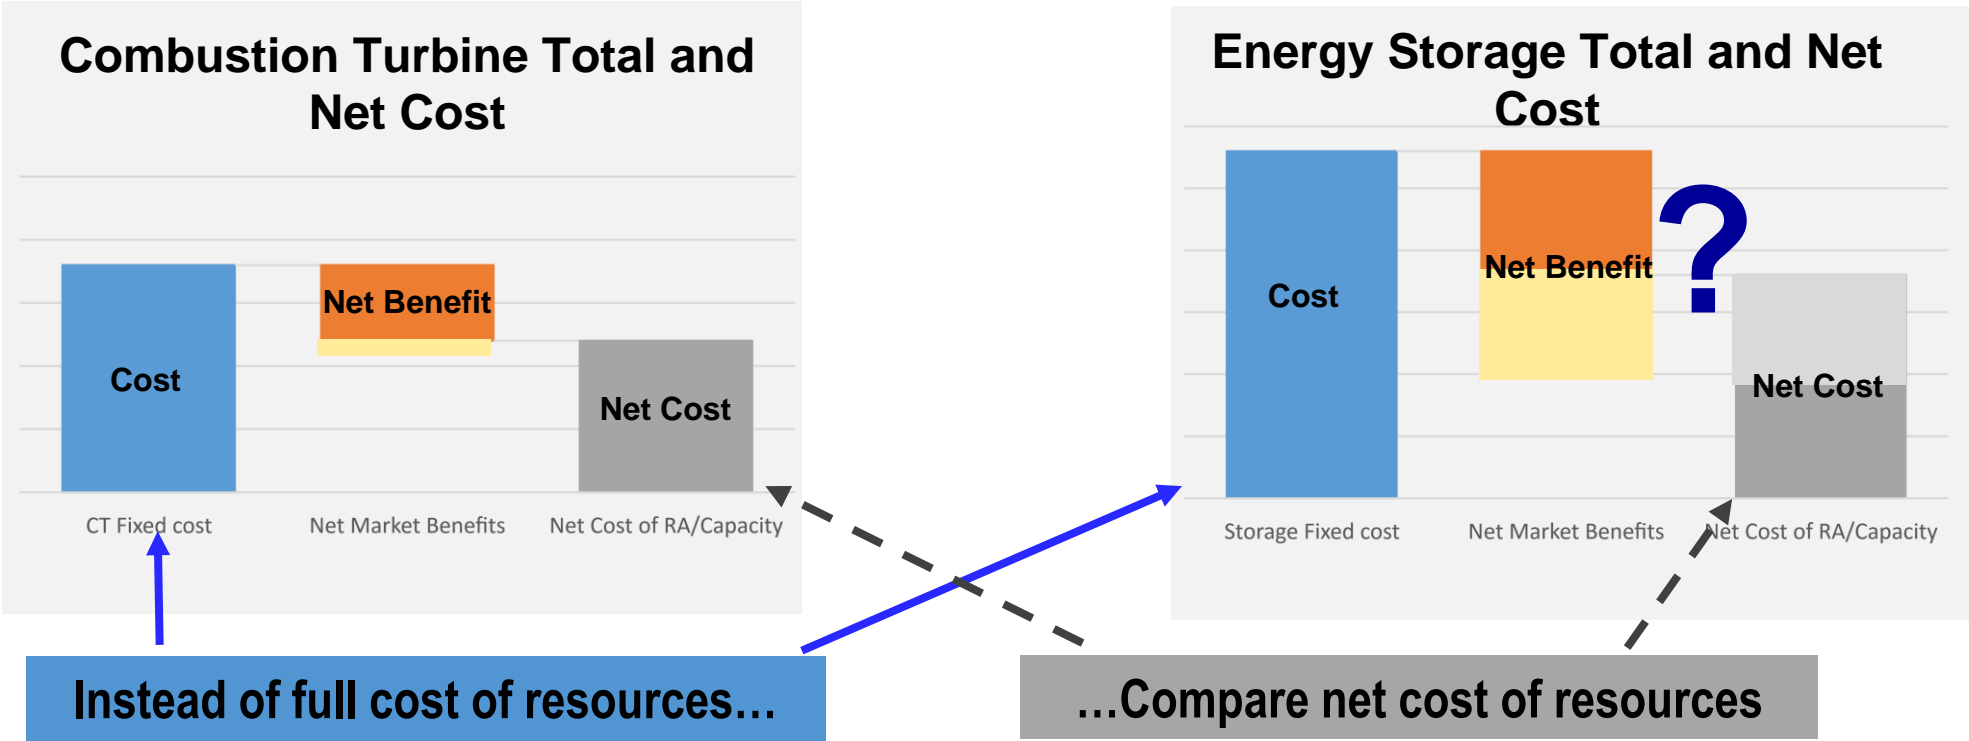 Combustion Turbine Total and
Net Cost
Cost
Net Benefit
Net Cost
CT Fixed cost
Net Market Benefits
Net Cost of RA/Capacity
Energy Storage Total and Net
Cost
Cost
Net Benefit
?
Net Cost
Storage Fixed cost
Net Market Benefits
Net Cost of RA/Capacity
Instead of full cost of resources…
…Compare net cost of resources